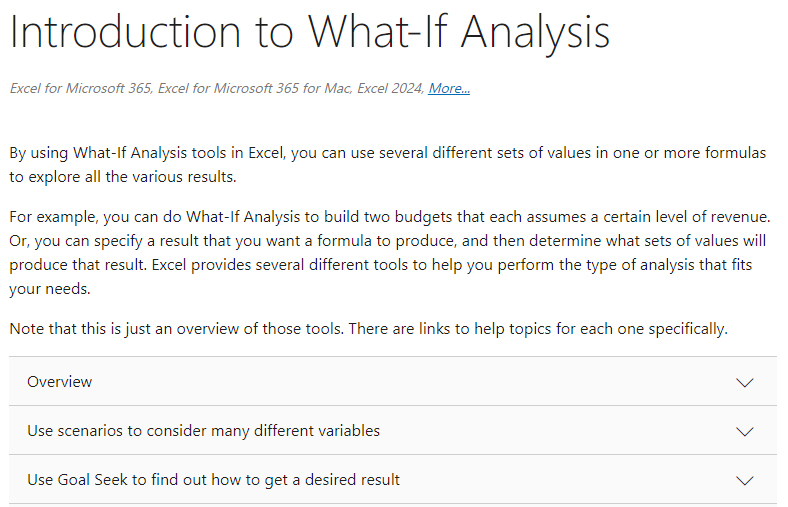 Introduction to What-If Analysis
Excel for Microsoft 365, Excel for Microsoft 365 for Mac, Excel 2024, More...
By using What-If Analysis tools in Excel, you can use several different sets of values in one or more formulas
to explore all the various results.
For example, you can do What-If Analysis to build two budgets that each assumes a certain level of revenue.
Or, you can specify a result that you want a formula to produce, and then determine what sets of values will
produce that result. Excel provides several different tools to help you perform the type of analysis that fits
your needs.
Note that this is just an overview of those tools. There are links to help topics for each one specifically.
Overview
Use scenarios to consider many different variables
Use Goal Seek to find out how to get a desired result